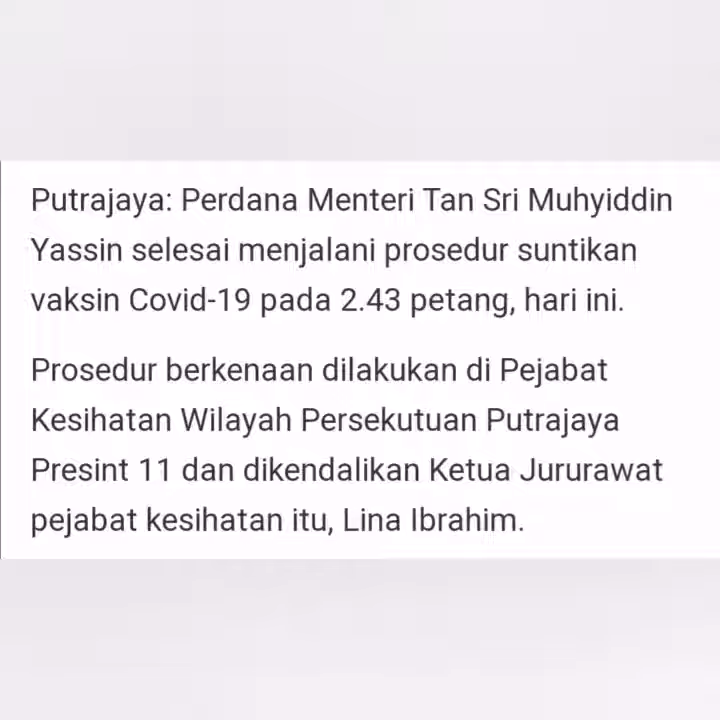 Putrajaya: Perdana Menteri Tan Sri Muhyiddin
Yassin selesai menjalani prosedur suntikan
vaksin Covid-19 pada 2.43 petang, hari ini.
Prosedur berkenaan dilakukan di Pejabat
Kesihatan Wilayah Persekutuan Putrajaya
Presint 11 dan dikendalikan Ketua Jururawat
pejabat kesihatan itu, Lina Ibrahim.